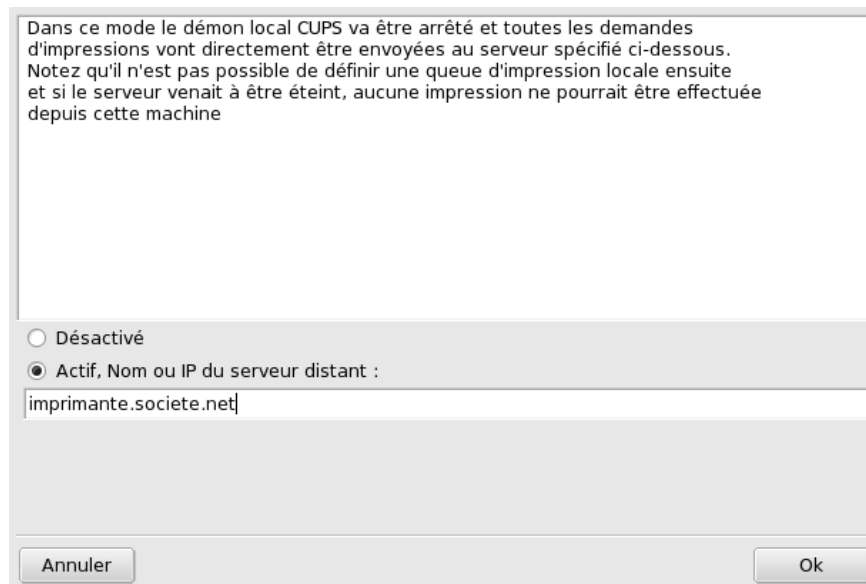 Dans ce mode le démon local CUPS va être arrêté et toutes les demandes
d'impressions vont directement être envoyées au serveur spécifié ci-dessous.
Notez qu'il n'est pas possible de définir une queue d'impression locale ensuite
et si le serveur venait à être éteint, aucune impression ne pourrait être effectuée
depuis cette machine
Désactivé
Actif, Nom ou IP du serveur distant :
imprimante.societe.net
Annuler
Ok